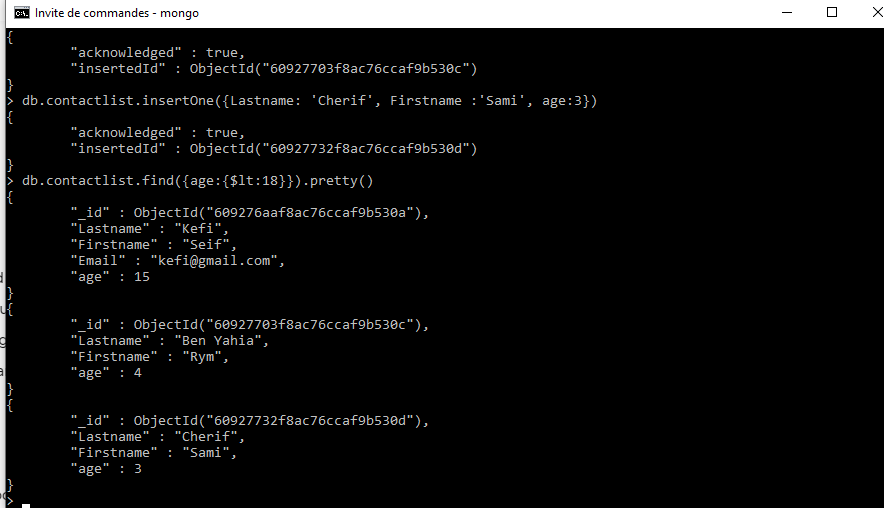 Invite de commandes - mongo
{
"acknowledged" : true,
"insertedId" : ObjectId("60927703f8ac76ccaf9b530c")
}
> db.contactlist.insertOne({Lastname: 'Cherif', Firstname :'Sami', age:3})
{
"acknowledged" : true,
"insertedId" : ObjectId("60927732f8ac76ccaf9b530d")
}
> db.contactlist.find({age:{$lt:18}}).pretty()
{
"_id" : ObjectId("609276aaf8ac76ccaf9b530a"),
"Lastname" : "Kefi",
"Firstname" : "Seif",
"Email" : "kefi@gmail.com",
"age" : 15
}
{
"_id" : ObjectId("60927703f8ac76ccaf9b530c"),
"Lastname" : "Ben Yahia",
"Firstname" : "Rym",
"age" : 4
}
{
"_id" : ObjectId("60927732f8ac76ccaf9b530d"),
"Lastname" : "Cherif",
"Firstname" : "Sami",
"age" : 3
}
>